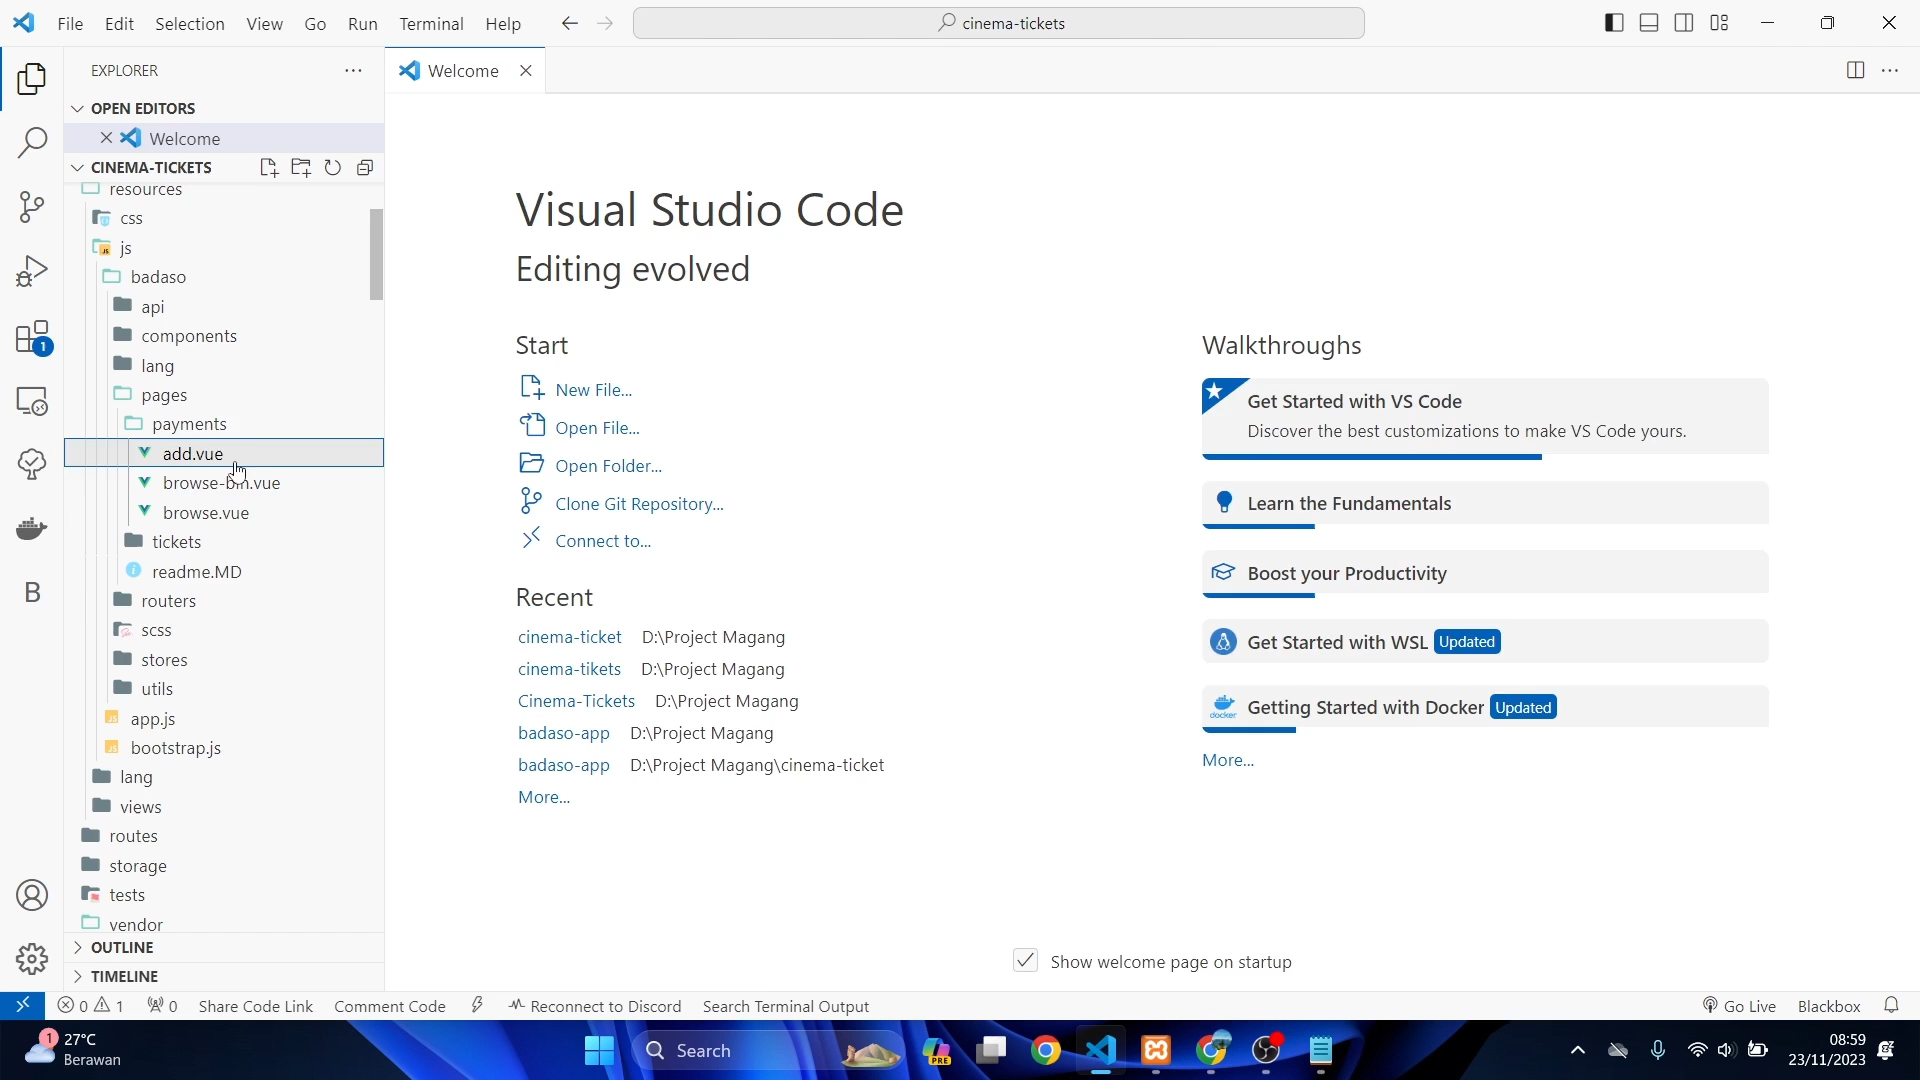 File Edit Selection View Go Run Terminal Help
cinema-tickets
EXPLORER
Welcome
OPEN EDITORS
Welcome
CINEMA-TICKETS
resources
css
js
badaso
api
components
lang
pages
payments
add.vue
browse-bin.vue
browse.vue
tickets
readme.MD
routers
scss
stores
utils
app.js
bootstrap.js
lang
views
routes
storage
tests
vendor
OUTLINE
TIMELINE
1
B
Visual Studio Code
Editing evolved
Start
New File...
Open File...
Open Folder...
Clone Git Repository...
Connect to...
Recent
cinema-ticket D:\Project Magang
cinema-tikets D:\Project Magang
Cinema-Tickets D:\Project Magang
badaso-app D:\Project Magang
badaso-app D:\Project Magang\cinema-ticket
More...
Walkthroughs
Get Started with VS Code
Discover the best customizations to make VS Code yours.
Learn the Fundamentals
Boost your Productivity
Get Started with WSL Updated
Getting Started with Docker Updated
More...
Show welcome page on startup
0 1 0 Share Code Link Comment Code Reconnect to Discord Search Terminal Output Go Live Blackbox
1
27°C
Berawan
Search
PRE
08:59
23/11/2023